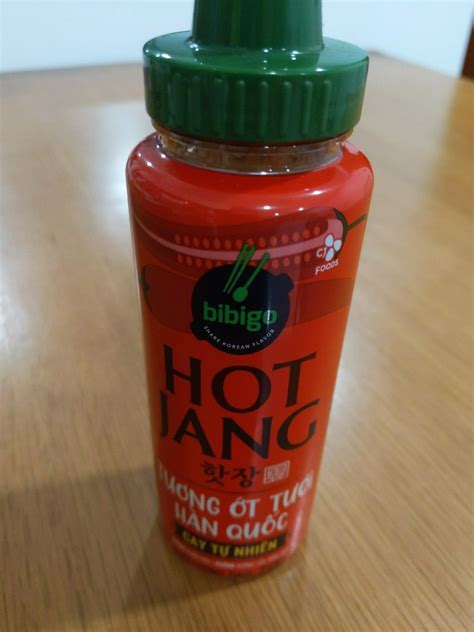 CJ
FOODS
bibigo
SHARE KOREAN FLAVOR
HOT
JANG
핫장
TƯƠNG ỚT TƯƠI
HÀN QUỐC
CAY TỰ NHIÊN